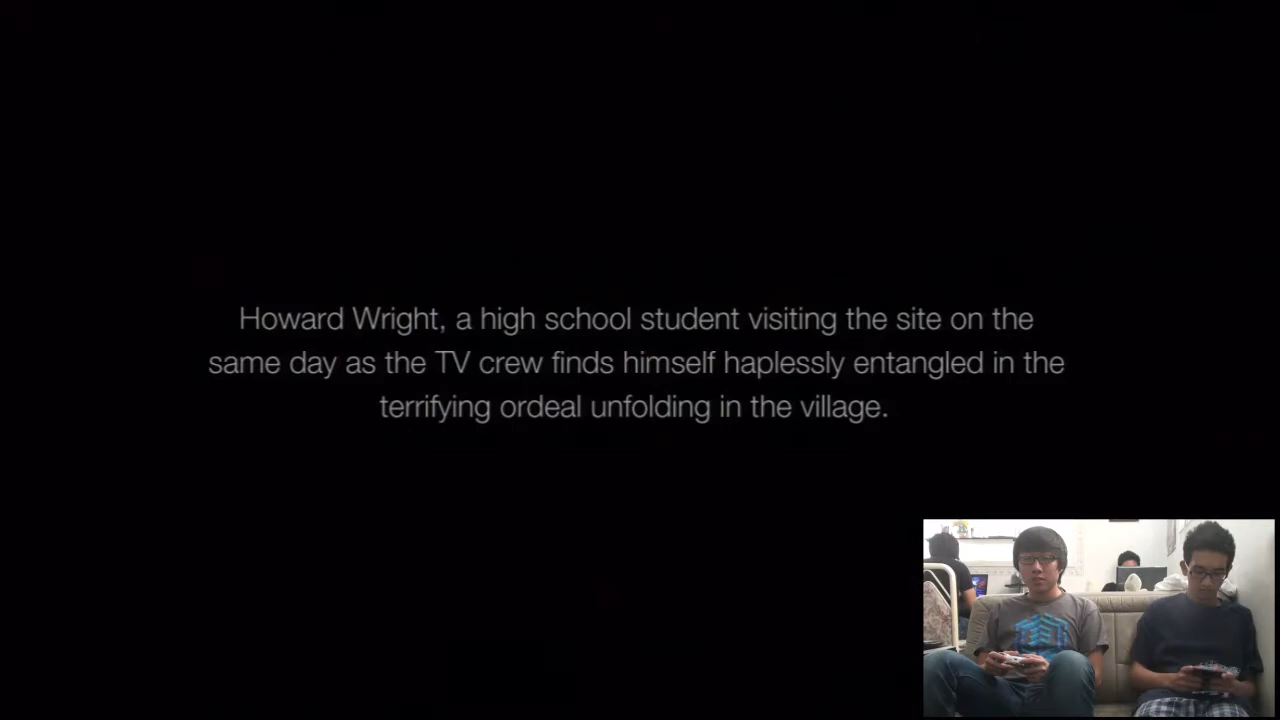 Howard Wright, a high school student visiting the site on the
same day as the TV crew finds himself haplessly entangled in the
terrifying ordeal unfolding in the village.